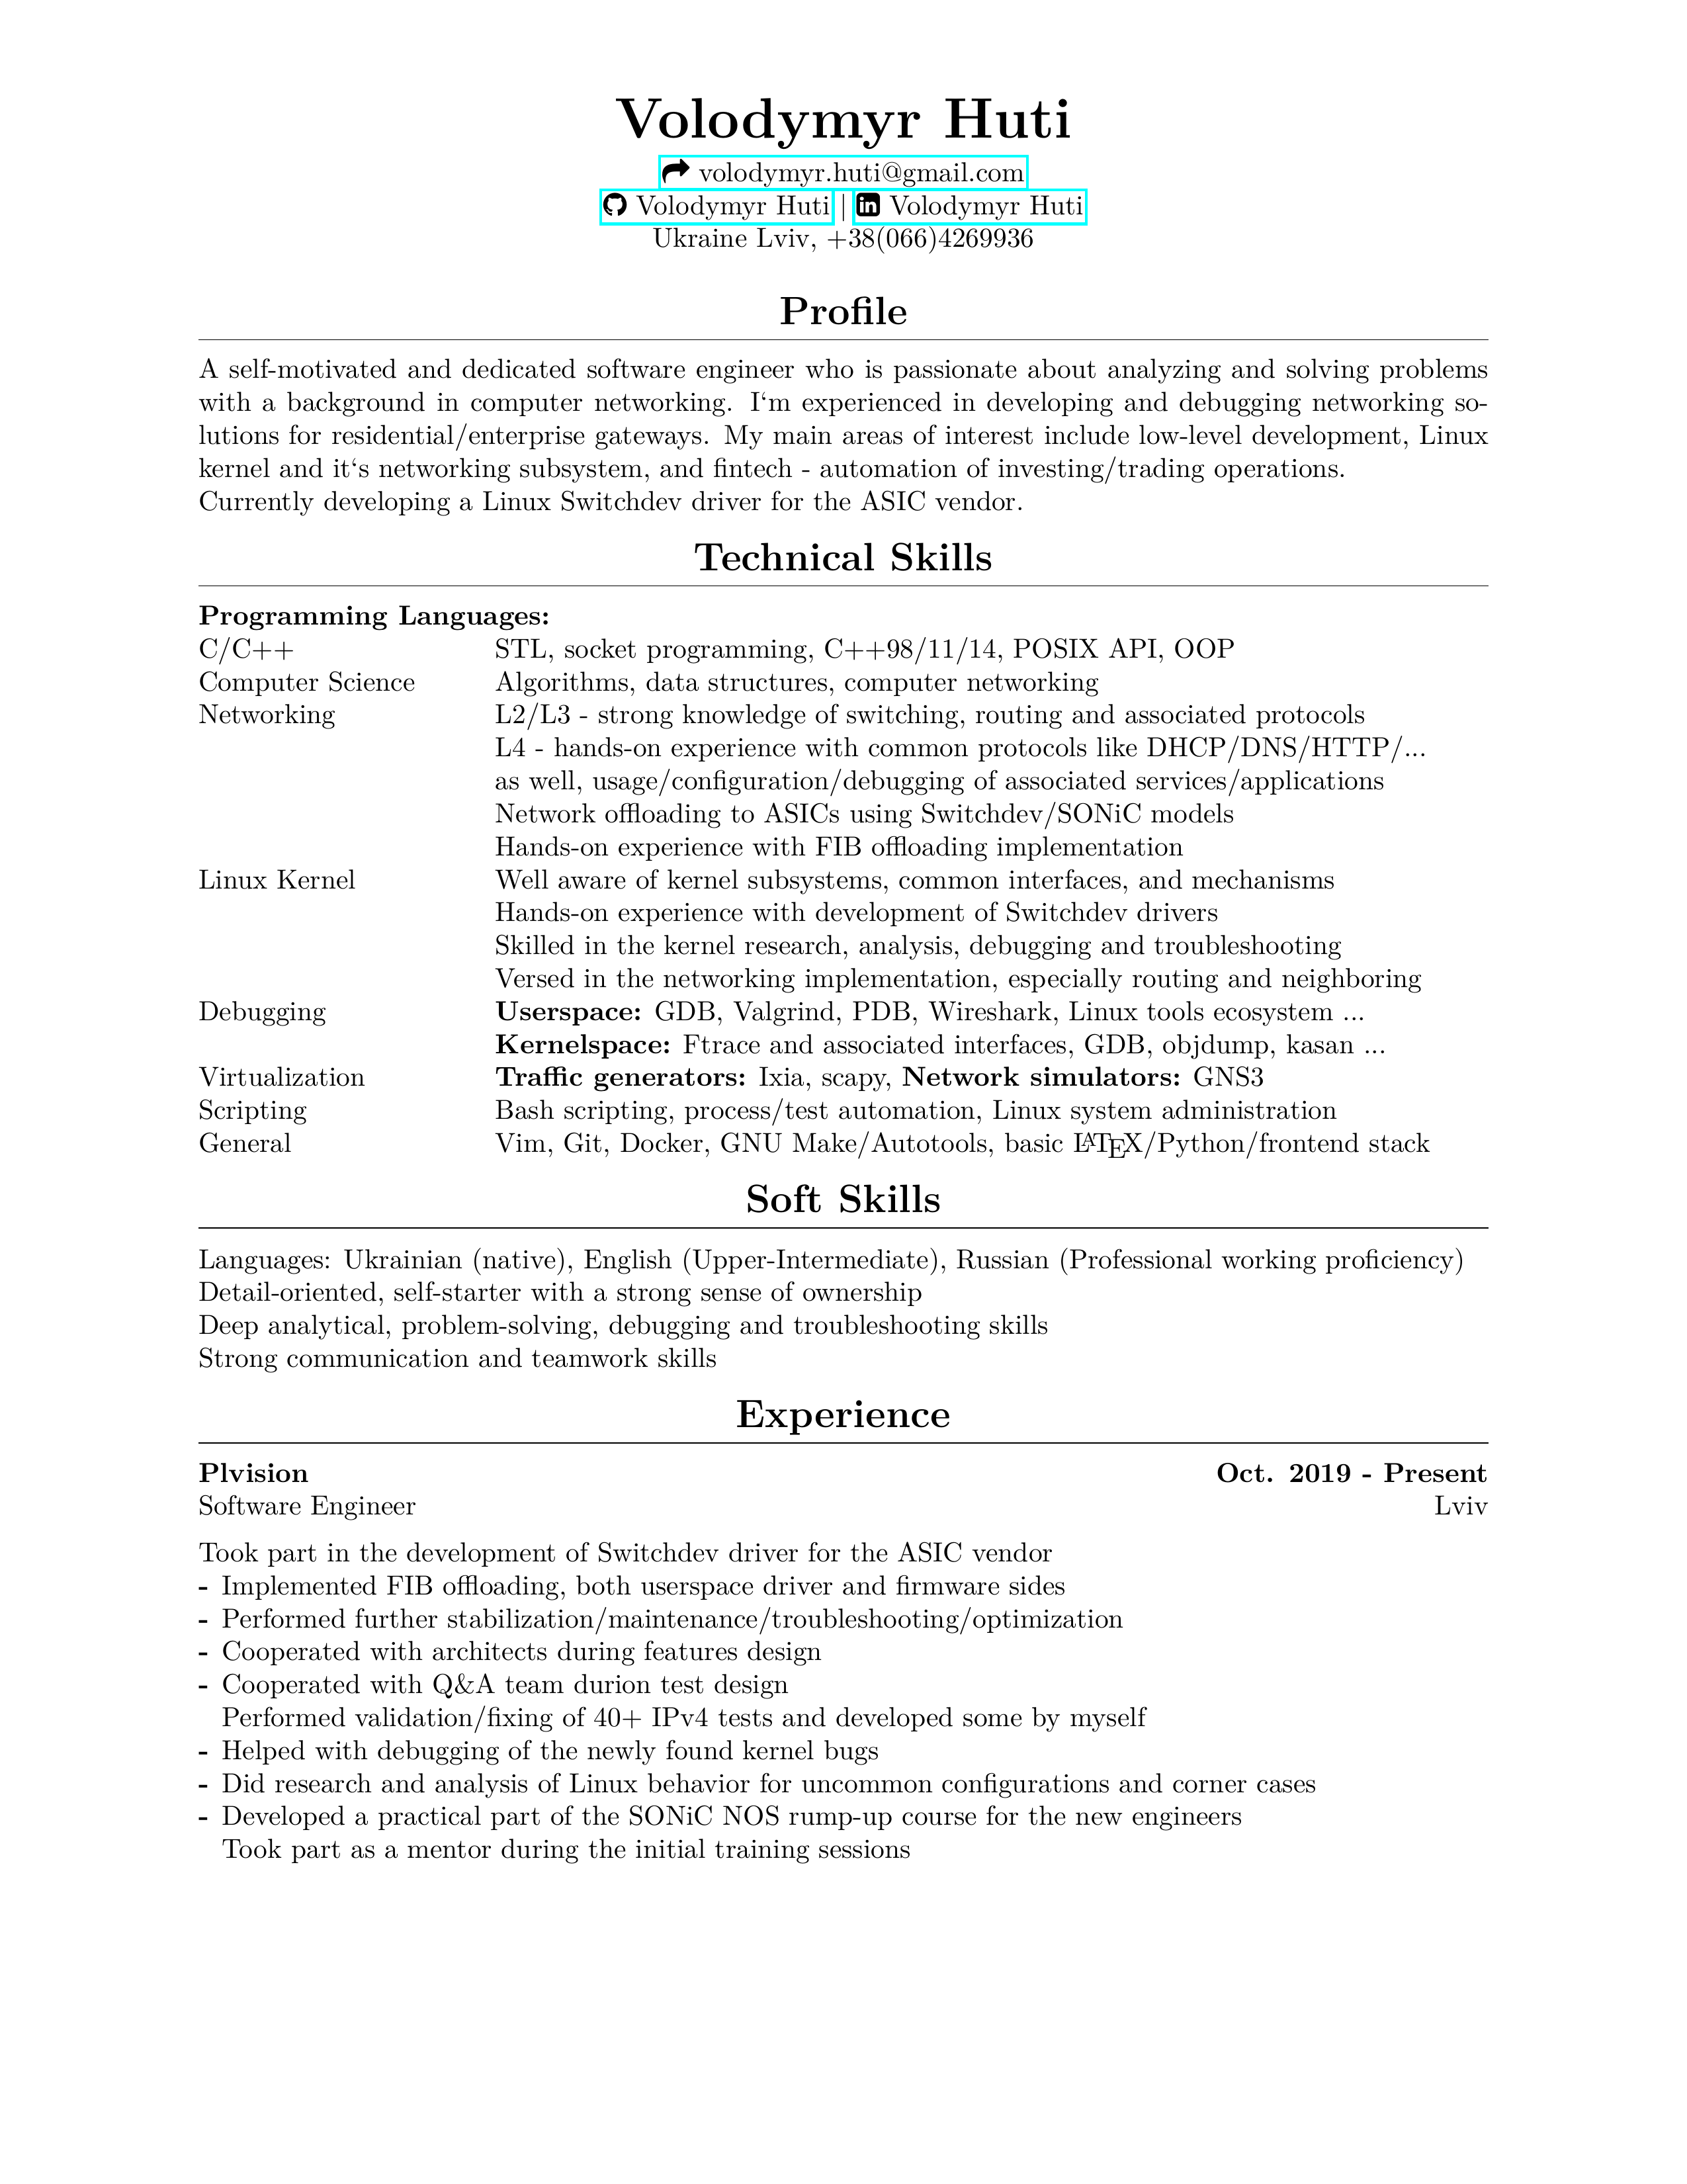 Volodymyr Huti
volodymyr.huti@gmail.com
Volodymyr Huti | Volodymyr Huti
Ukraine Lviv, +38(066)4269936
Profile
A self-motivated and dedicated software engineer who is passionate about analyzing and solving problems
with a background in computer networking. I‘m experienced in developing and debugging networking so-
lutions for residential/enterprise gateways. My main areas of interest include low-level development, Linux
kernel and it‘s networking subsystem, and fintech - automation of investing/trading operations.
Currently developing a Linux Switchdev driver for the ASIC vendor.
Technical Skills
Programming Languages:
C/C++ STL, socket programming, C++98/11/14, POSIX API, OOP
Computer Science Algorithms, data structures, computer networking
Networking L2/L3 - strong knowledge of switching, routing and associated protocols
L4 - hands-on experience with common protocols like DHCP/DNS/HTTP/...
as well, usage/configuration/debugging of associated services/applications
Network offloading to ASICs using Switchdev/SONiC models
Hands-on experience with FIB offloading implementation
Linux Kernel Well aware of kernel subsystems, common interfaces, and mechanisms
Hands-on experience with development of Switchdev drivers
Skilled in the kernel research, analysis, debugging and troubleshooting
Versed in the networking implementation, especially routing and neighboring
Debugging Userspace: GDB, Valgrind, PDB, Wireshark, Linux tools ecosystem ...
Kernelspace: Ftrace and associated interfaces, GDB, objdump, kasan ...
Virtualization Traffic generators: Ixia, scapy, Network simulators: GNS3
Scripting Bash scripting, process/test automation, Linux system administration
General Vim, Git, Docker, GNU Make/Autotools, basic LATEX/Python/frontend stack
Soft Skills
Languages: Ukrainian (native), English (Upper-Intermediate), Russian (Professional working proficiency)
Detail-oriented, self-starter with a strong sense of ownership
Deep analytical, problem-solving, debugging and troubleshooting skills
Strong communication and teamwork skills
Experience
Plvision Oct. 2019 - Present
Software Engineer Lviv
Took part in the development of Switchdev driver for the ASIC vendor
- Implemented FIB offloading, both userspace driver and firmware sides
- Performed further stabilization/maintenance/troubleshooting/optimization
- Cooperated with architects during features design
- Cooperated with Q&A team durion test design
Performed validation/fixing of 40+ IPv4 tests and developed some by myself
- Helped with debugging of the newly found kernel bugs
- Did research and analysis of Linux behavior for uncommon configurations and corner cases
- Developed a practical part of the SONiC NOS rump-up course for the new engineers
Took part as a mentor during the initial training sessions